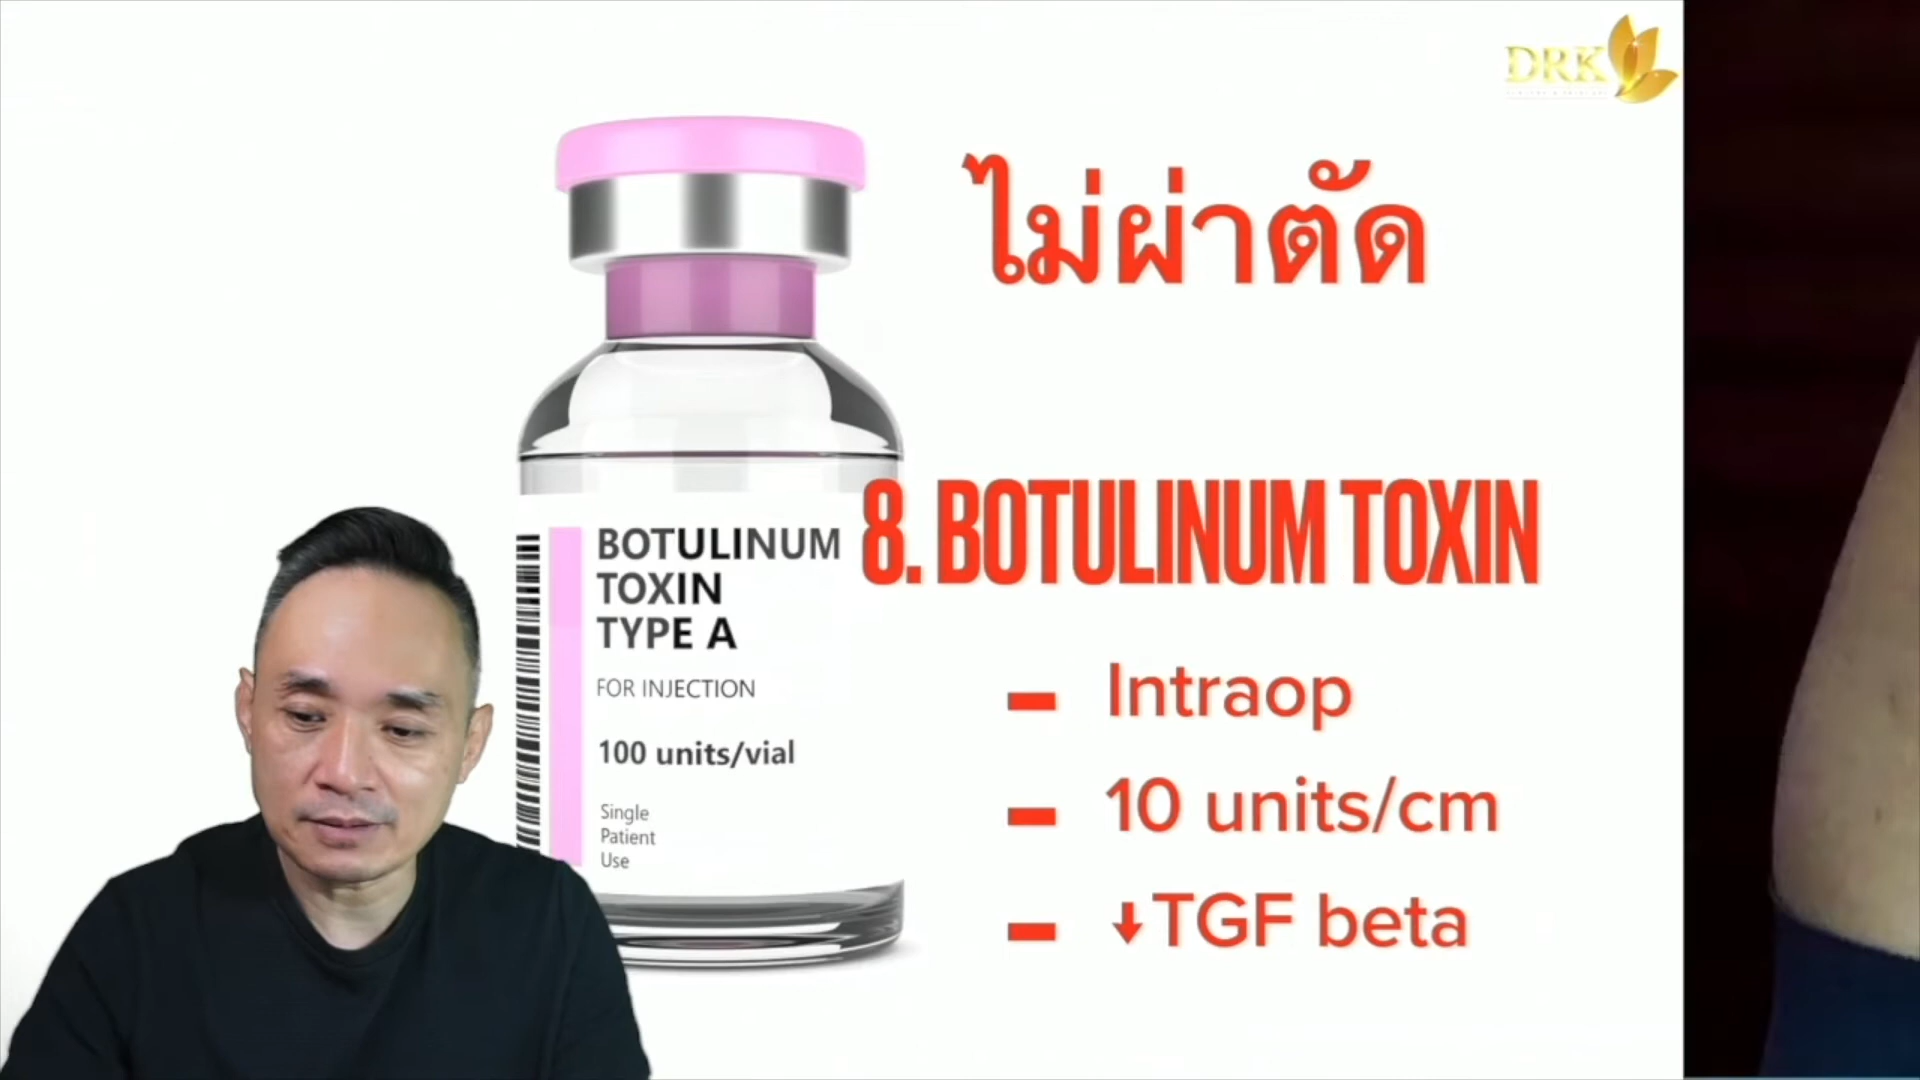 DRK
ไม่ผ่าตัด
8. BOTULINUM TOXIN
- Intraop
- 10 units/cm
- ↓TGF beta
BOTULINUM
TOXIN
TYPE A
FOR INJECTION
100 units/vial
Single
Patient
Use